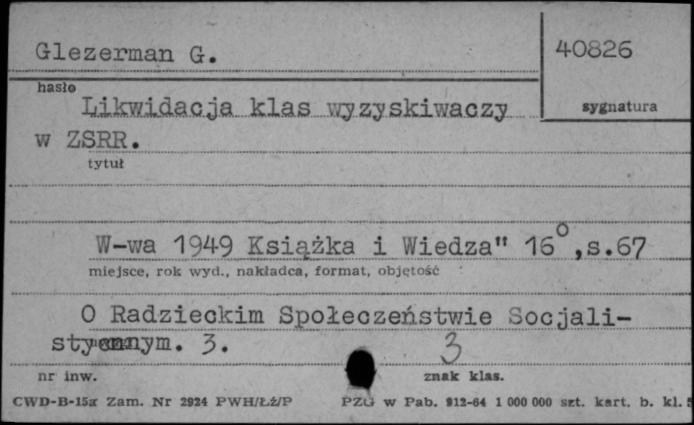 Glezerman G.
40826
hasło
sygnatura
Likwidacja klas wyzyskiwaczy
w ZSRR.
tytuł
W-wa 1949 Książka i Wiedza" 16°,s.67
miejsce, rok wyd., nakładca, format, objętość
O Radzieckim Społeczeństwie Socjali-
stycznnym. 3.
3
nr inw.
znak klas.
CWD-B-15a Zam. Nr 2924 PWH/Łż/P
PZG w Pab. 912-64 1 000 000 szt. kart. b. kl.